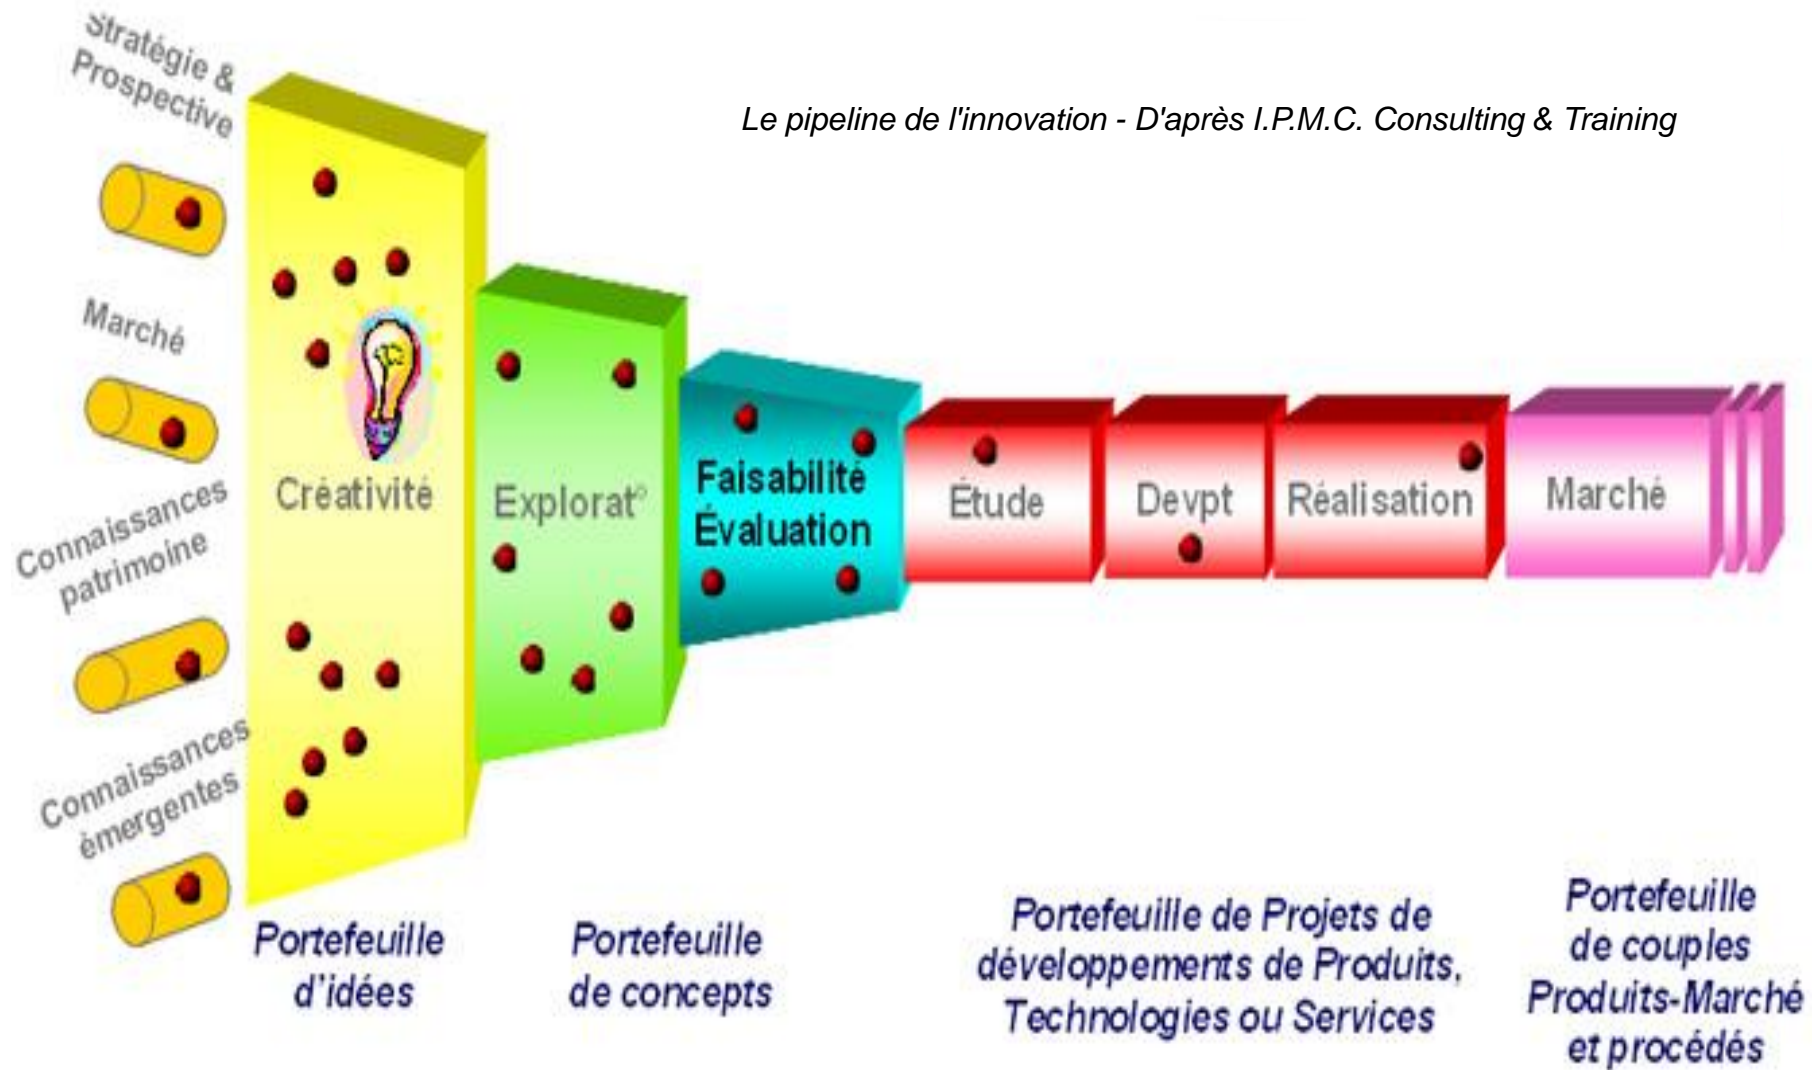 Le pipeline de l'innovation - D'après I.P.M.C. Consulting & Training
Stratégie &
Prospective
Marché
Connaissances
patrimoine
Connaissances
émergentes
Créativité
Explorat°
Faisabilité
Évaluation
Étude
Devpt
Réalisation
Marché
Portefeuille
d'idées
Portefeuille
de concepts
Portefeuille de Projets de
développements de Produits,
Technologies ou Services
Portefeuille
de couples
Produits-Marché
et procédés